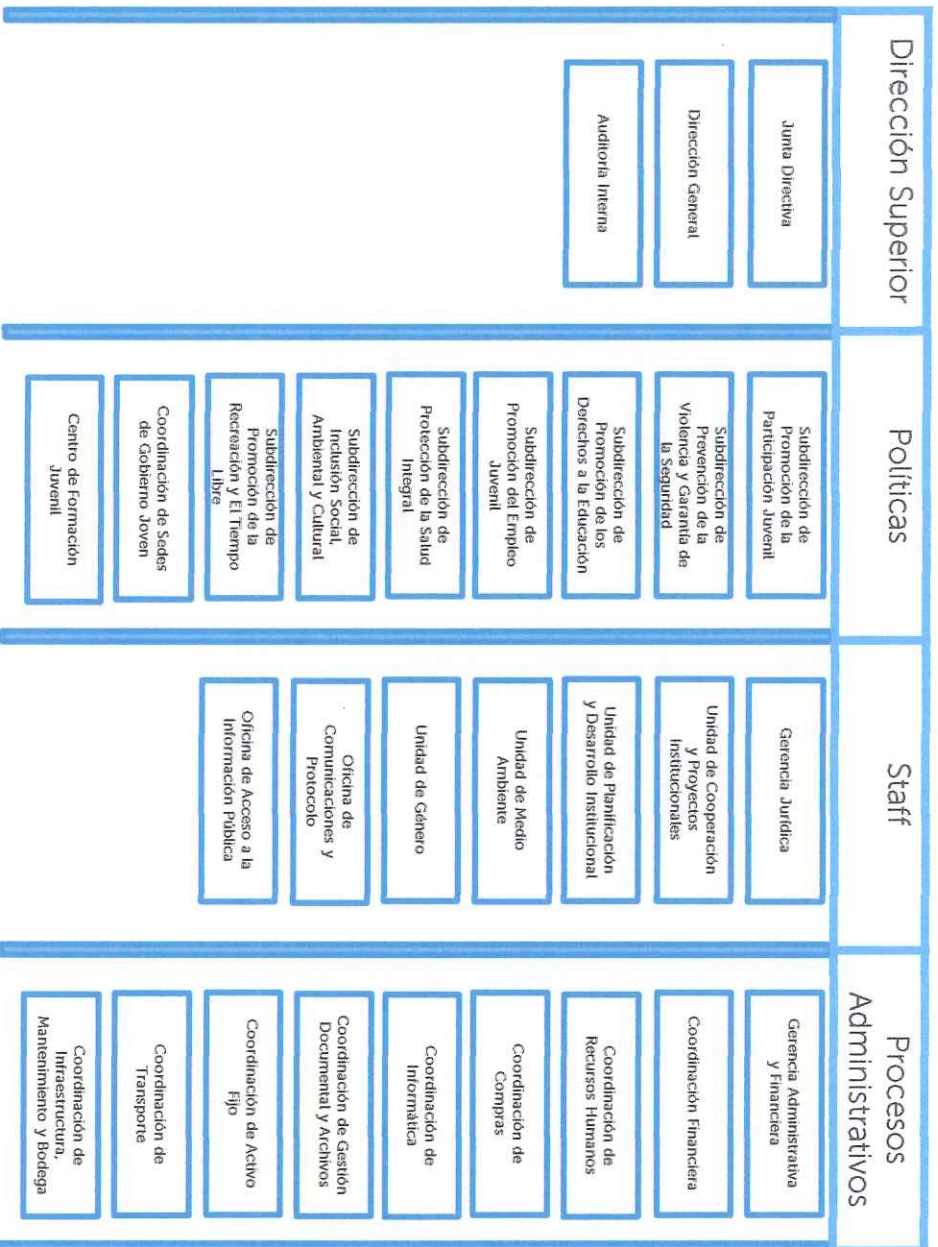 Dirección Superior
Junta Directiva
Dirección General
Auditoría Interna
Políticas
Subdirección de
Promoción de la
Participación Juvenil
Subdirección de
Prevención de la
Violencia y Garantía de
la Seguridad
Subdirección de
Promoción de los
Derechos a la Educación
Subdirección de
Promoción del Empleo
Juvenil
Subdirección de
Protección de la Salud
Integral
Subdirección de
Inclusión Social,
Ambiental y Cultural
Subdirección de
Promoción de la
Recreación y El Tiempo
Libre
Coordinación de Sedes
de Gobierno Joven
Centro de Formación
Juvenil
Staff
Gerencia Jurídica
Unidad de Cooperación
y Proyectos
Institucionales
Unidad de Planificación
y Desarrollo Institucional
Unidad de Medio
Ambiente
Unidad de Género
Oficina de
Comunicaciones y
Protocolo
Oficina de Acceso a la
Información Pública
Procesos
Administrativos
Gerencia Administrativa
y Financiera
Coordinación Financiera
Coordinación de
Recursos Humanos
Coordinación de
Compras
Coordinación de
Informática
Coordinación de Gestión
Documental y Archivos
Coordinación de Activo
Fijo
Coordinación de
Transporte
Coordinación de
Infraestructura,
Mantenimiento y Bodega